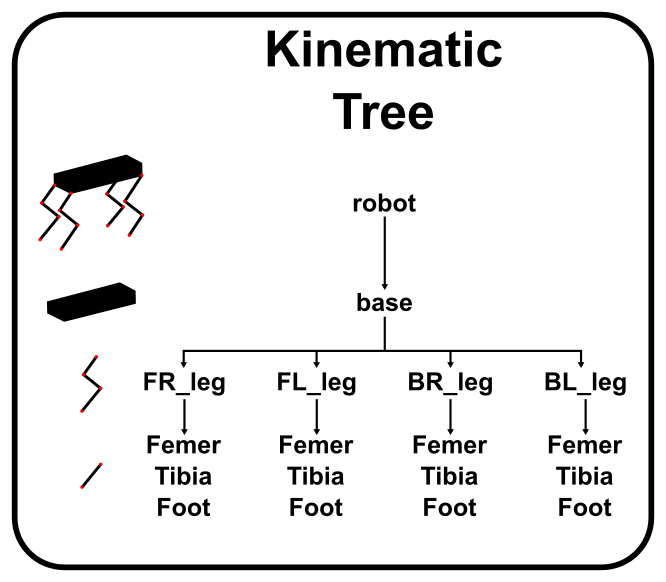 Kinematic
Tree
robot
base
FR_leg FL_leg BR_leg BL_leg
Femer Femer Femer Femer
Tibia Tibia Tibia Tibia
Foot Foot Foot Foot